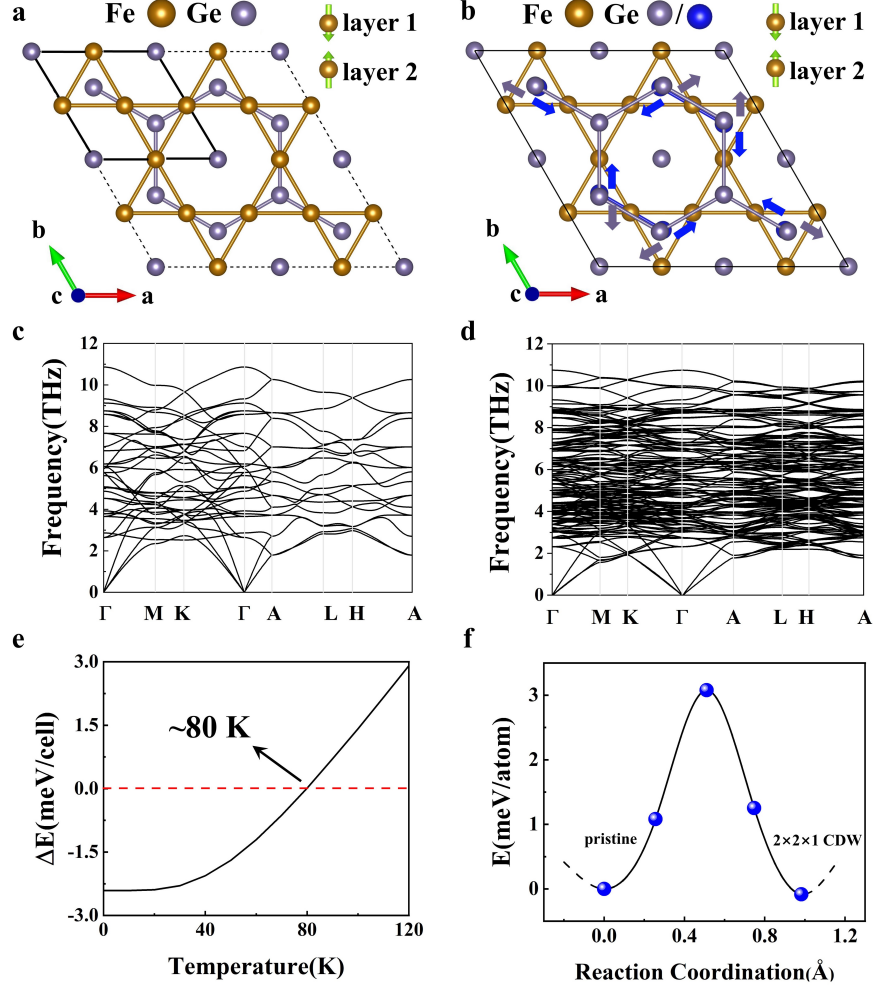 a
Fe Ge
layer 1
layer 2
b
c
a
b
Fe Ge /
layer 1
layer 2
b
c
a
c
Frequency(THz)
12
10
8
6
4
2
0
Γ M K Γ A L H A
d
Frequency(THz)
12
10
8
6
4
2
0
Γ M K Γ A L H A
e
ΔE(meV/cell)
3.0
1.5
0.0
-1.5
-3.0
~80 K
0 40 80 120
Temperature(K)
f
E(meV/atom)
3
2
1
0
pristine
2×2×1 CDW
0.0 0.4 0.8 1.2
Reaction Coordination(Å)